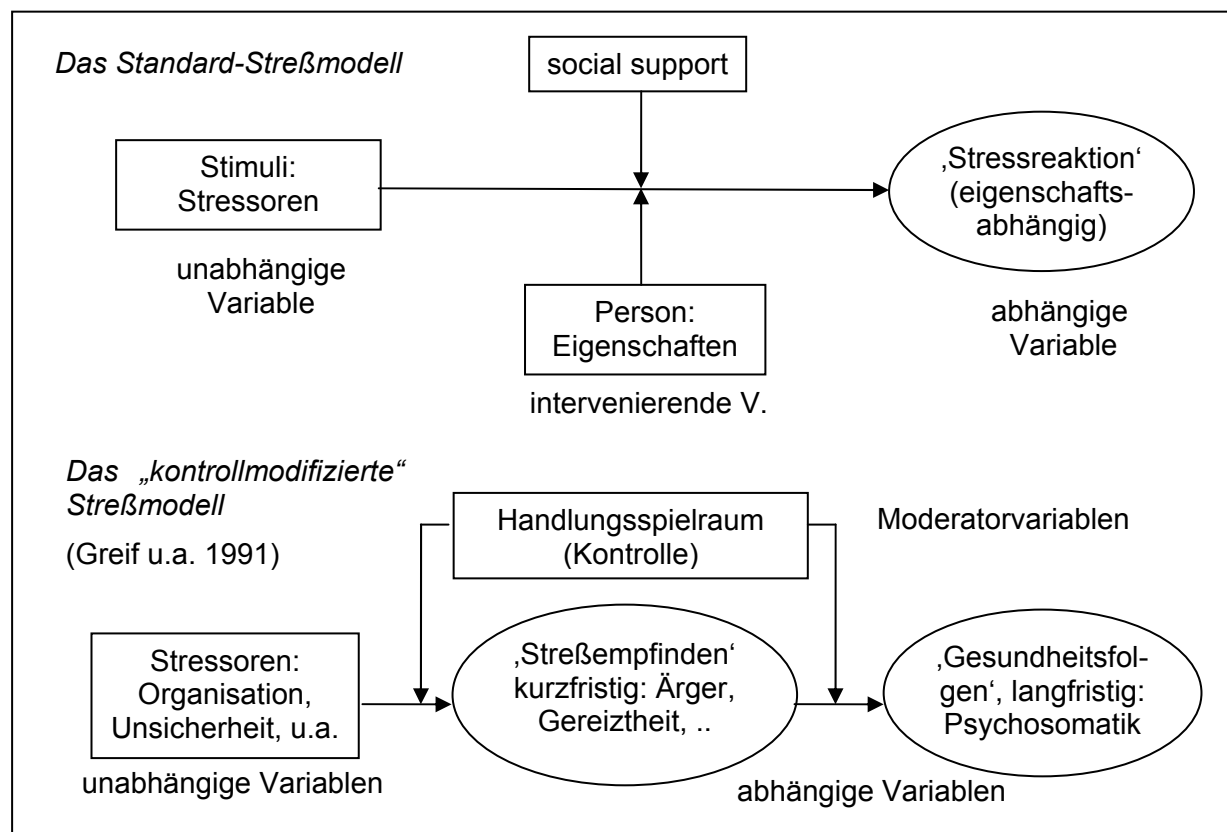 Das Standard-Streßmodell
social support
Stimuli:
Stressoren
‚Stressreaktion‘
(eigenschafts-
abhängig)
unabhängige
Variable
Person:
Eigenschaften
abhängige
Variable
intervenierende V.
Das „kontrollmodifizierte“
Streßmodell
(Greif u.a. 1991)
Handlungsspielraum
(Kontrolle)
Moderatorvariablen
Stressoren:
Organisation,
Unsicherheit, u.a.
‚Streßempfinden‘
kurzfristig: Ärger,
Gereiztheit, ..
‚Gesundheitsfol-
gen‘, langfristig:
Psychosomatik
unabhängige Variablen
abhängige Variablen